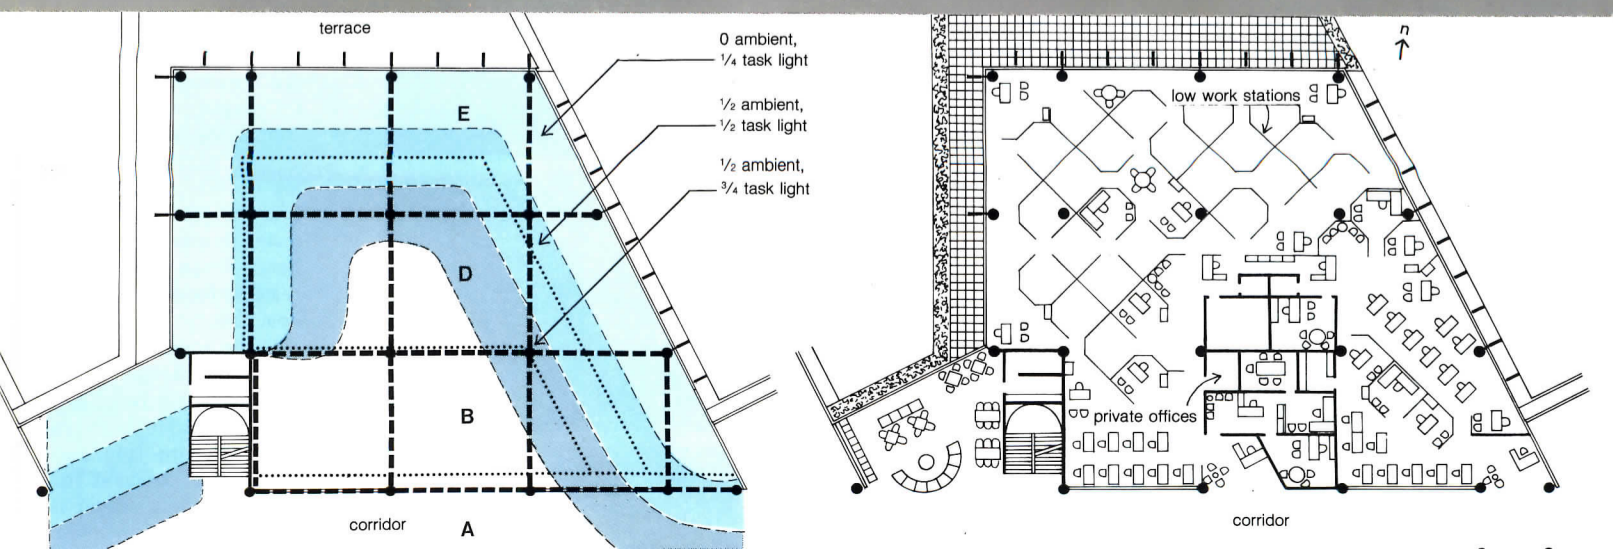 terrace
0 ambient,
¼ task light
½ ambient,
½ task light
½ ambient,
¾ task light
E
D
B
A
corridor
n
low work stations
private offices
corridor